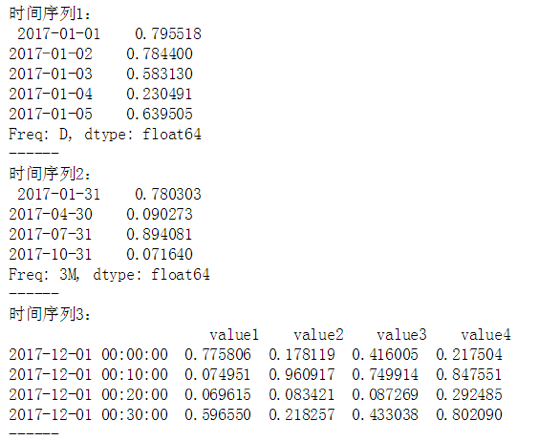 时间序列1：
 2017-01-01    0.795518
2017-01-02    0.784400
2017-01-03    0.583130
2017-01-04    0.230491
2017-01-05    0.639505
Freq: D, dtype: float64
------
时间序列2：
 2017-01-31    0.780303
2017-04-30    0.090273
2017-07-31    0.894081
2017-10-31    0.071640
Freq: 3M, dtype: float64
------
时间序列3：
                       value1    value2    value3    value4
2017-12-01 00:00:00  0.775806  0.178119  0.416005  0.217504
2017-12-01 00:10:00  0.074951  0.960917  0.749914  0.847551
2017-12-01 00:20:00  0.069615  0.083421  0.087269  0.292485
2017-12-01 00:30:00  0.596550  0.218257  0.433038  0.802090
------